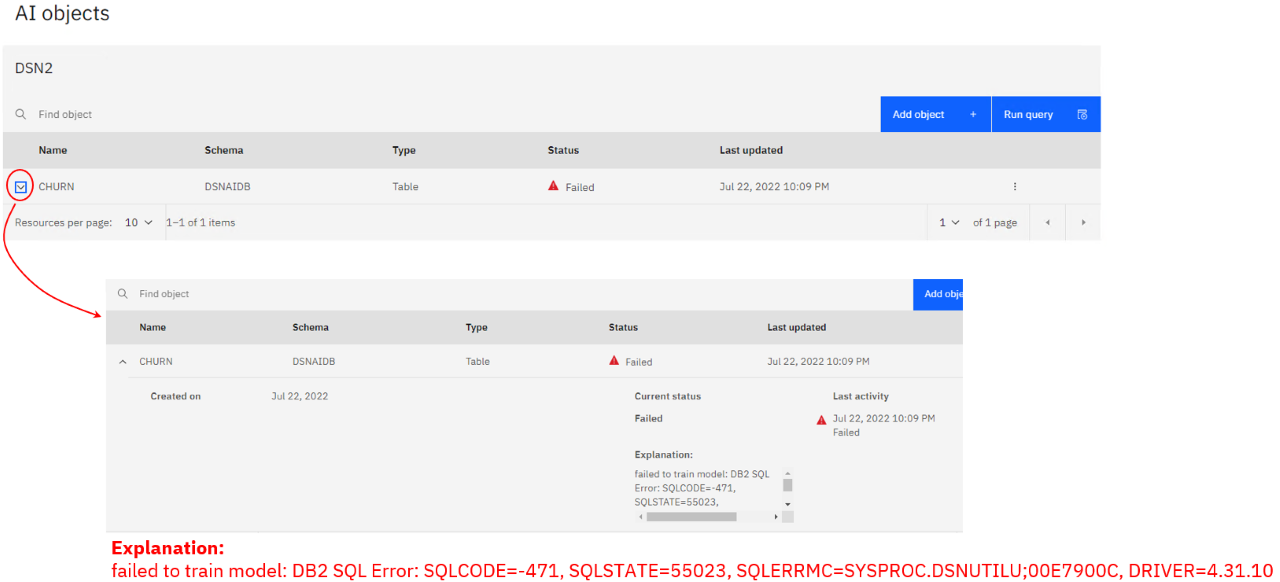 AI objects
DSN2
Find object
Add object +
Run query
Name Schema Type Status Last updated
CHURN DSNAIDB Table Failed Jul 22, 2022 10:09 PM
Resources per page: 10 1–1 of 1 items 1 of 1 page
Find object
Add obje
Name Schema Type Status Last updated
CHURN DSNAIDB Table Failed Jul 22, 2022 10:09 PM
Created on Jul 22, 2022 Current status Last activity
Failed Jul 22, 2022 10:09 PM
Failed
Explanation:
failed to train model: DB2 SQL
Error: SQLCODE=-471,
SQLSTATE=55023,
Explanation:
failed to train model: DB2 SQL Error: SQLCODE=-471, SQLSTATE=55023, SQLERRMC=SYSPROC.DSNUTILU;00E7900C, DRIVER=4.31.10